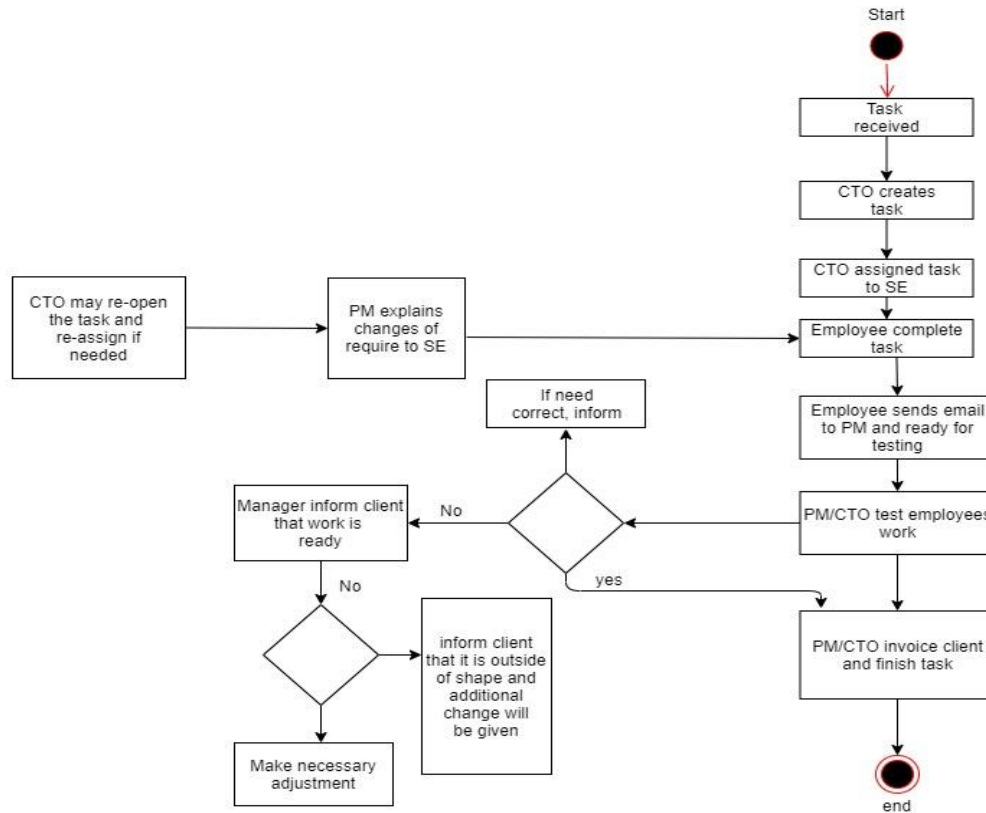 Start
Task
received
CTO creates
task
CTO assigned task
to SE
CTO may re-open
the task and
re-assign if
needed
PM explains
changes of
require to SE
Employee complete
task
If need
correct, inform
Employee sends email
to PM and ready for
testing
Manager inform client
that work is
ready
No
PM/CTO test employees
work
yes
No
inform client
that it is outside
of shape and
additional
change will
be given
PM/CTO invoice client
and finish task
Make necessary
adjustment
end